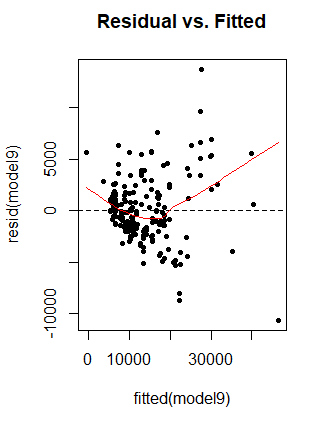 Residual vs. Fitted
resid(model9)
5000
0
-10000
0
10000
30000
fitted(model9)